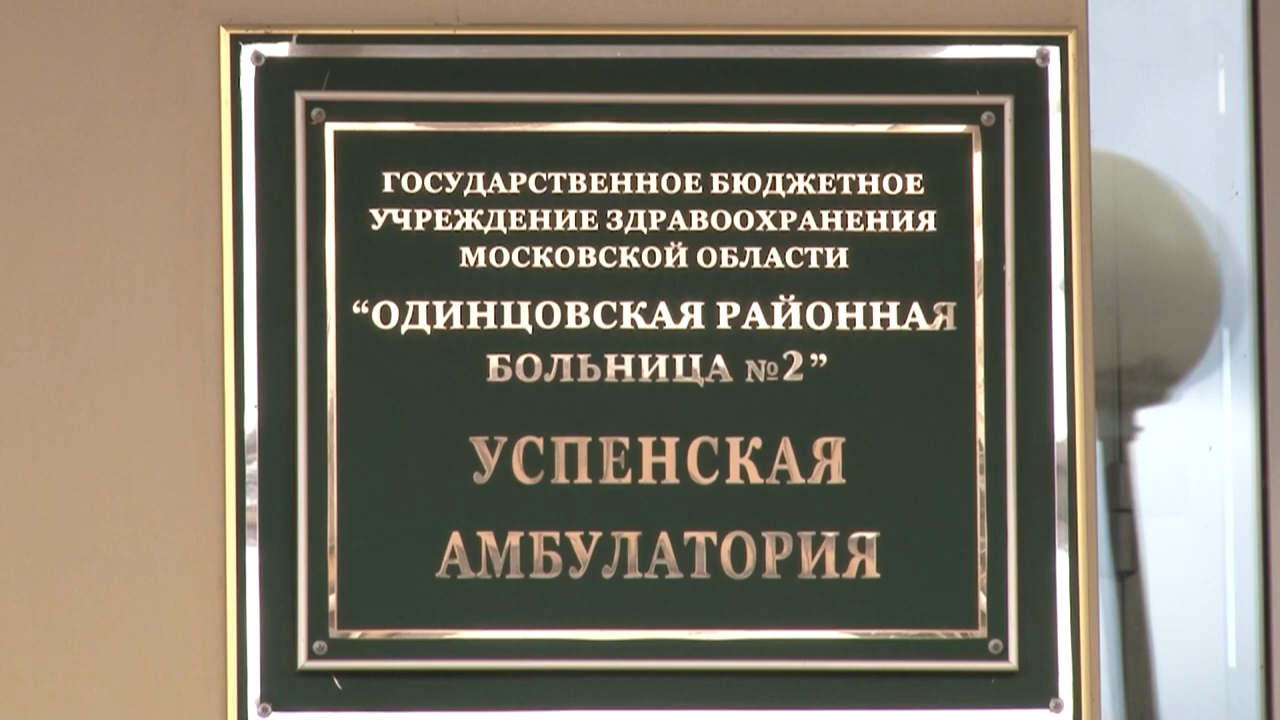 ГОСУДАРСТВЕННОЕ БЮДЖЕТНОЕ
УЧРЕЖДЕНИЕ ЗДРАВООХРАНЕНИЯ
МОСКОВСКОЙ ОБЛАСТИ
“ОДИНЦОВСКАЯ РАЙОННАЯ
БОЛЬНИЦА №2”
УСПЕНСКАЯ
АМБУЛАТОРИЯ